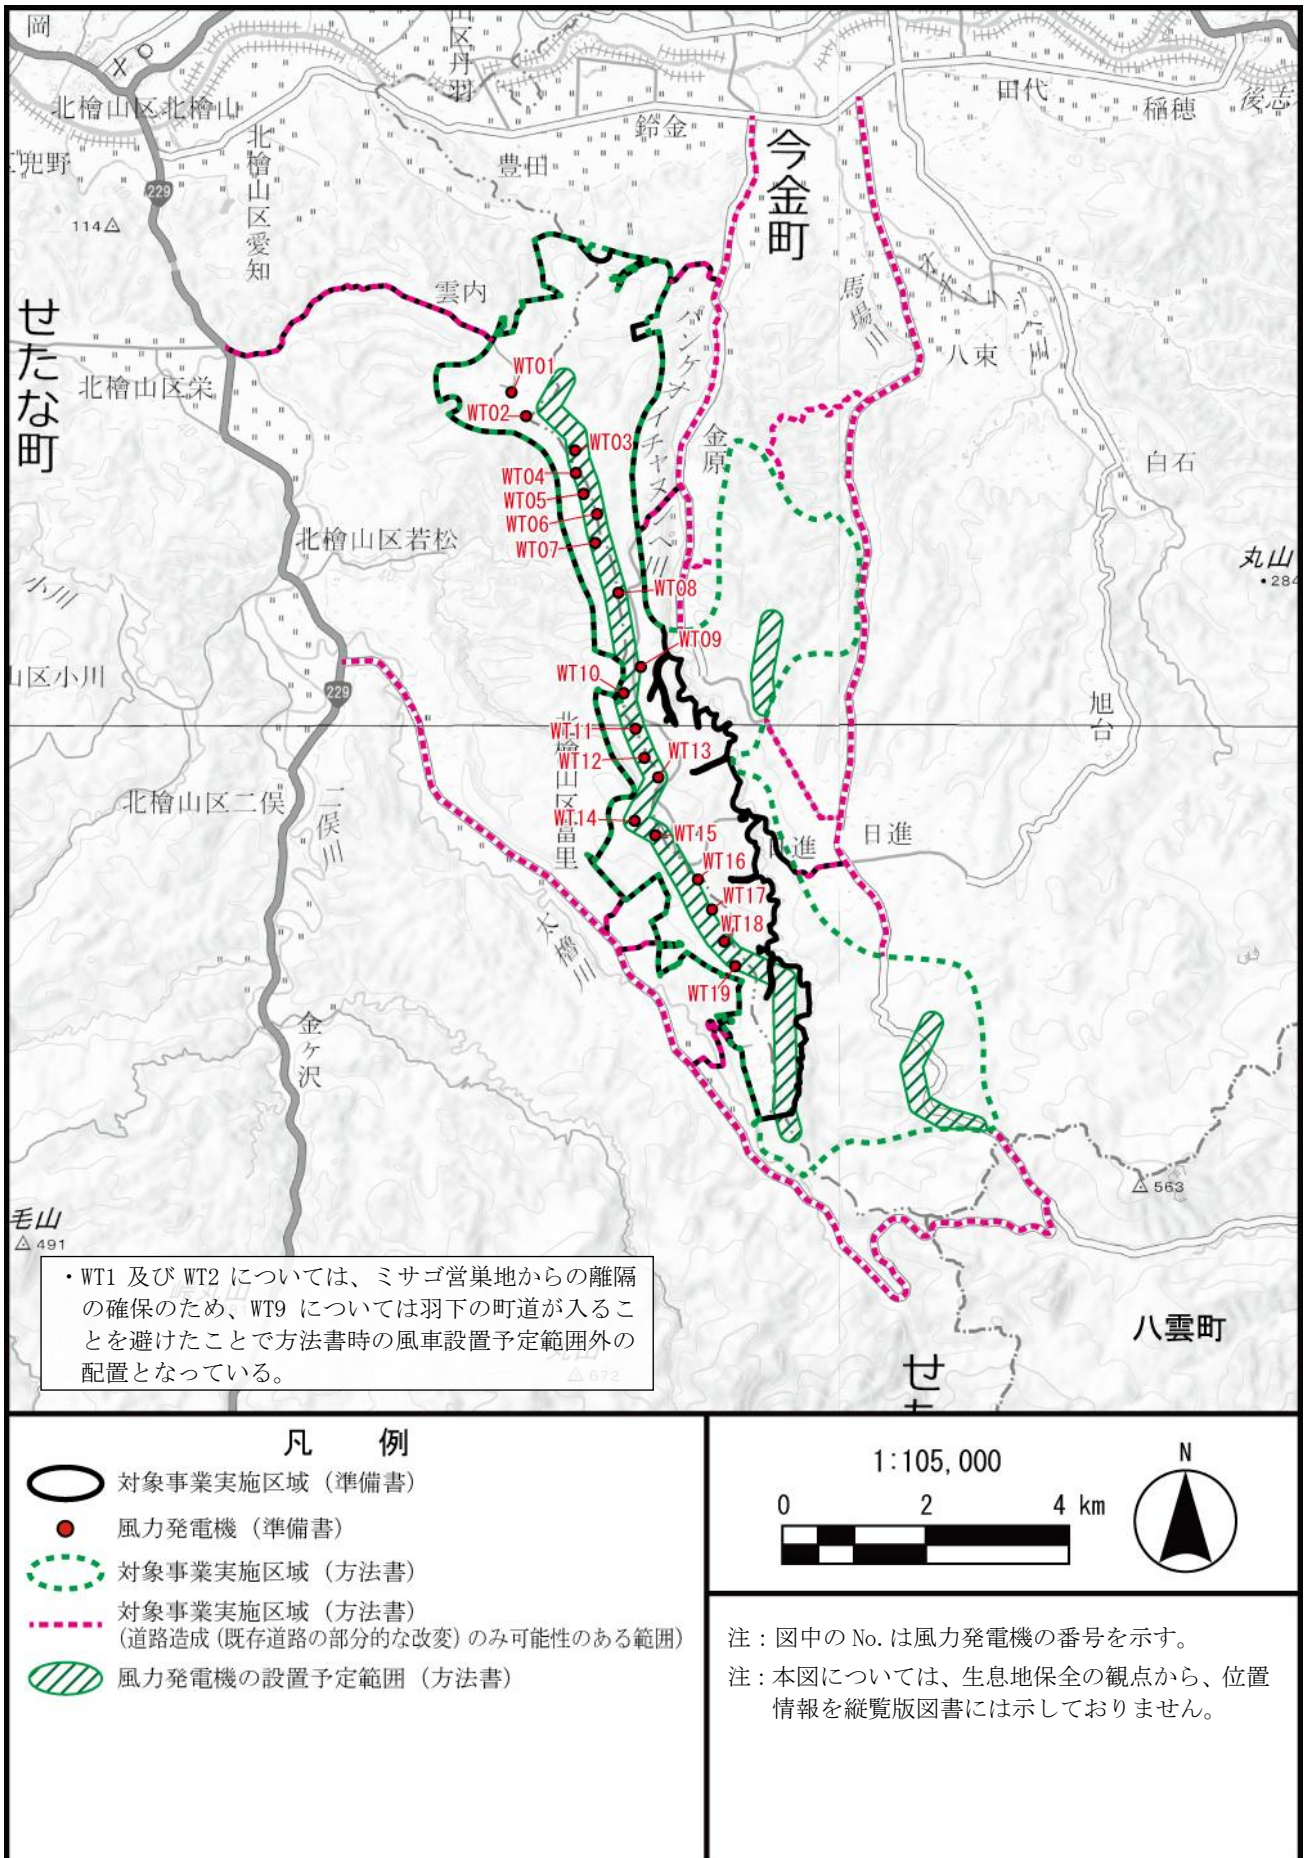 岡
山区丹羽
北檜山区北檜山
田代
稲穂
後志
鈴金
豊田
今金町
兜野
北檜山区愛知
229
114
雲内
馬場川
せたな町
北檜山区栄
八束
WT01
WT02
パンケオイチャヌンペ川
金原
WT03
白石
WT04
WT05
WT06
北檜山区若松
WT07
丸山
284
小川
WT08
WT09
山区小川
WT10
229
旭台
北檜山区富里
WT11
WT12
WT13
北檜山区二俣
二俣川
WT14
WT15
日進
日進
WT16
WT17
太櫓川
WT18
WT19
金ヶ沢
563
毛山
491
・WT1 及び WT2 については、ミサゴ営巣地からの離隔
の確保のため、WT9 については羽下の町道が入るこ
とを避けたことで方法書時の風車設置予定範囲外の
配置となっている。
672
八雲町
せた
凡 例
対象事業実施区域（準備書）
風力発電機（準備書）
対象事業実施区域（方法書）
対象事業実施区域（方法書）
(道路造成(既存道路の部分的な改変)のみ可能性のある範囲)
風力発電機の設置予定範囲（方法書）
1:105,000
0 2 4 km
N
注：図中の No.は風力発電機の番号を示す。
注：本図については、生息地保全の観点から、位置
情報を縦覧版図書には示しておりません。